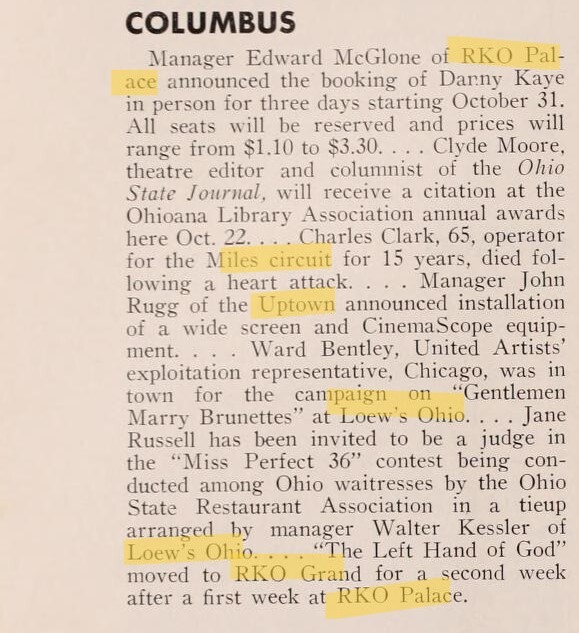 COLUMBUS
Manager Edward McGlone of RKO Pal-
ace announced the booking of Danny Kaye
in person for three days starting October 31.
All seats will be reserved and prices will
range from $1.10 to $3.30. . . . Clyde Moore,
theatre editor and columnist of the Ohio
State Journal, will receive a citation at the
Ohioana Library Association annual awards
here Oct. 22. . . . Charles Clark, 65, operator
for the Miles circuit for 15 years, died fol-
lowing a heart attack. . . . Manager John
Rugg of the Uptown announced installation
of a wide screen and CinemaScope equip-
ment. . . . Ward Bentley, United Artists'
exploitation representative, Chicago, was in
town for the campaign on "Gentlemen
Marry Brunettes" at Loew's Ohio. . . . Jane
Russell has been invited to be a judge in
the "Miss Perfect 36" contest being con-
ducted among Ohio waitresses by the Ohio
State Restaurant Association in a tieup
arranged by manager Walter Kessler of
Loew's Ohio. . . . "The Left Hand of God"
moved to RKO Grand for a second week
after a first week at RKO Palace.